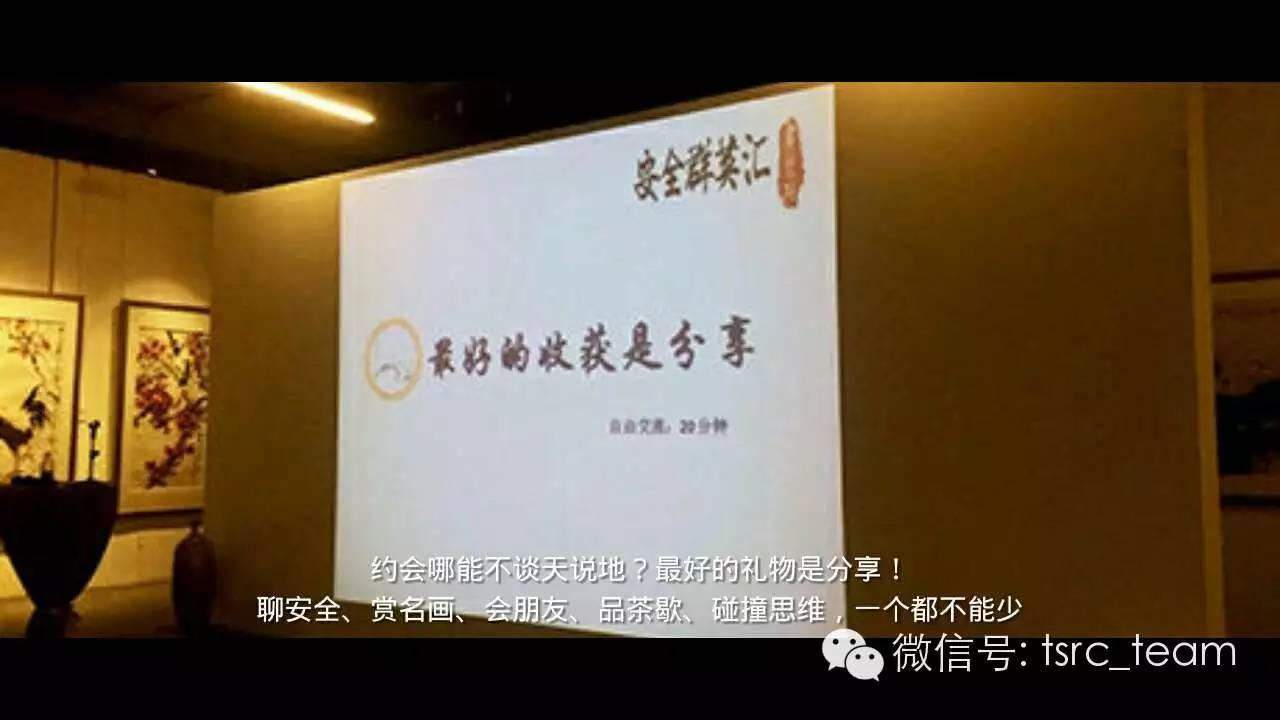 安全群英汇
最好的收获是分享
自由交流：20分钟
约会哪能不谈天说地？最好的礼物是分享！
聊安全、赏名画、会朋友、品茶歇、碰撞思维，一个都不能少
微信号: tsrc_team